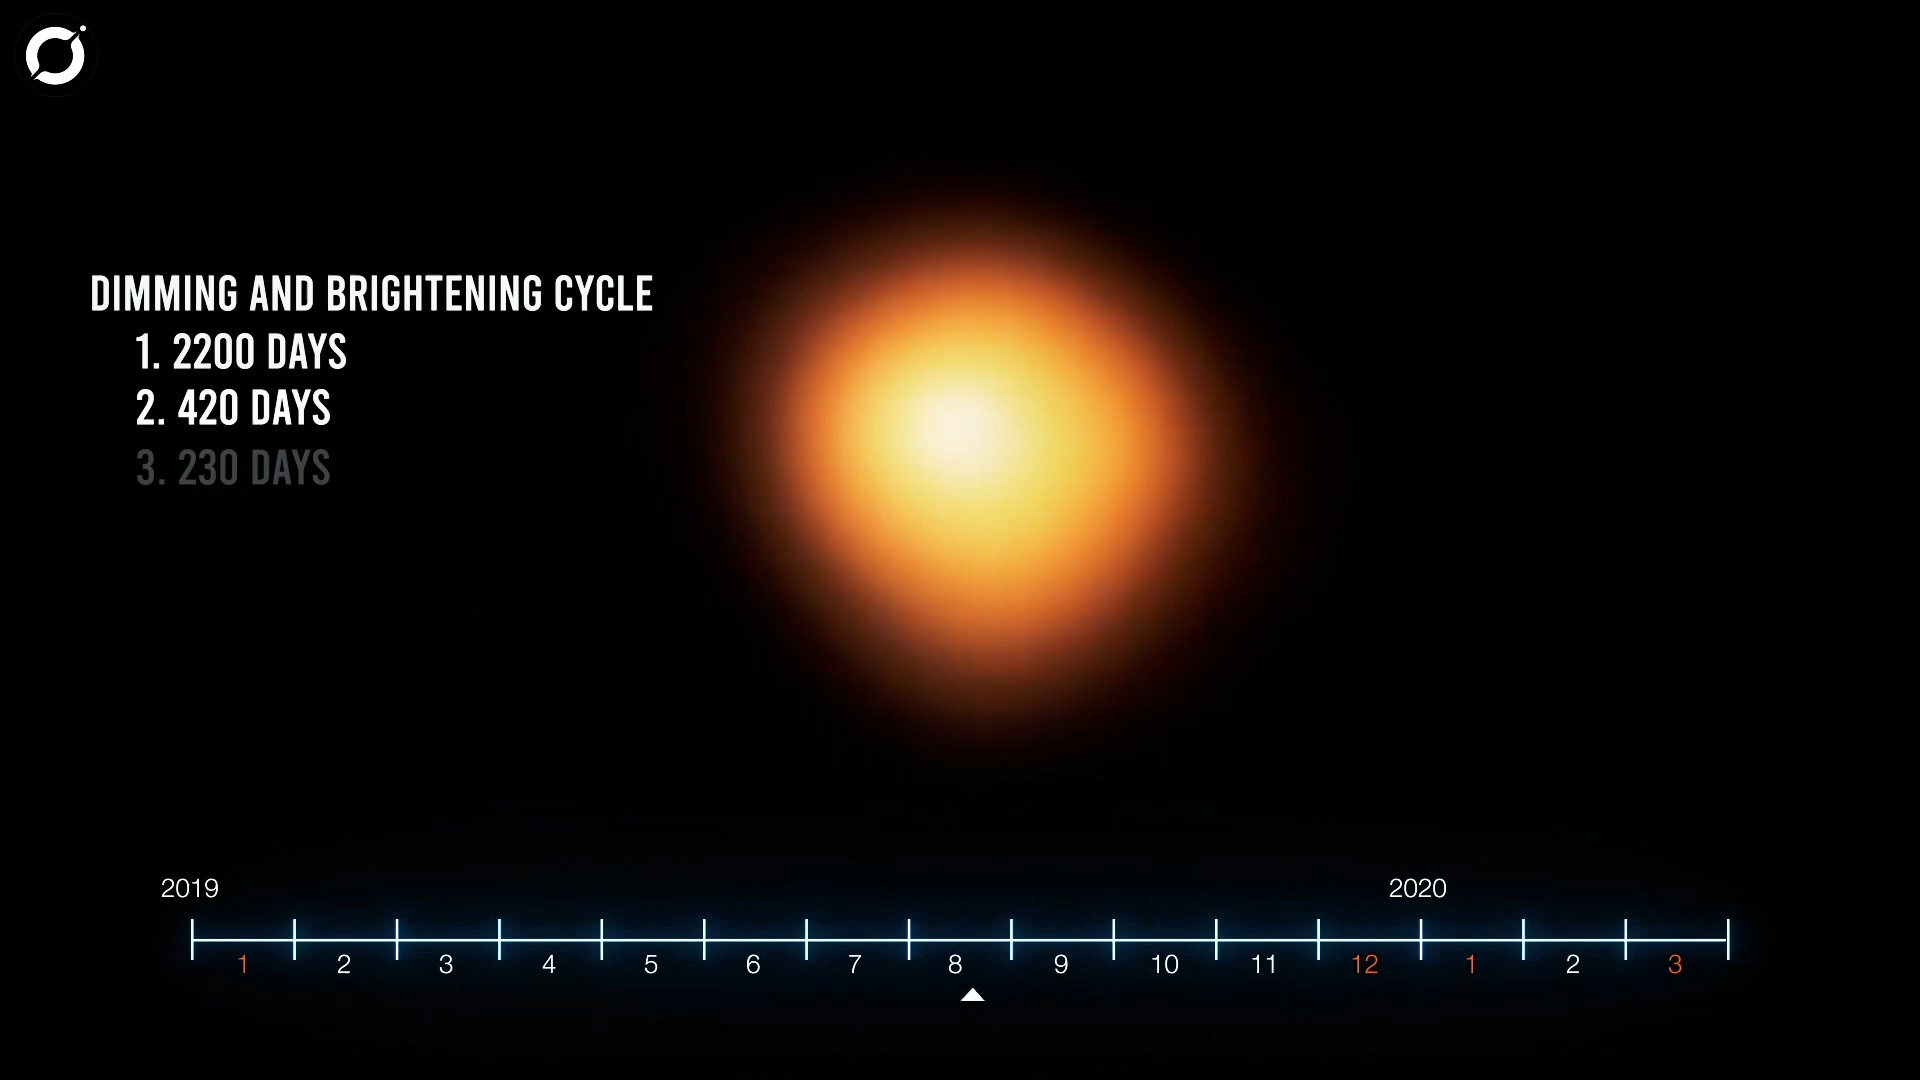 DIMMING AND BRIGHTENING CYCLE
1. 2200 DAYS
2. 420 DAYS
3. 230 DAYS
2019 2020
1 2 3 4 5 6 7 8 9 10 11 12 1 2 3